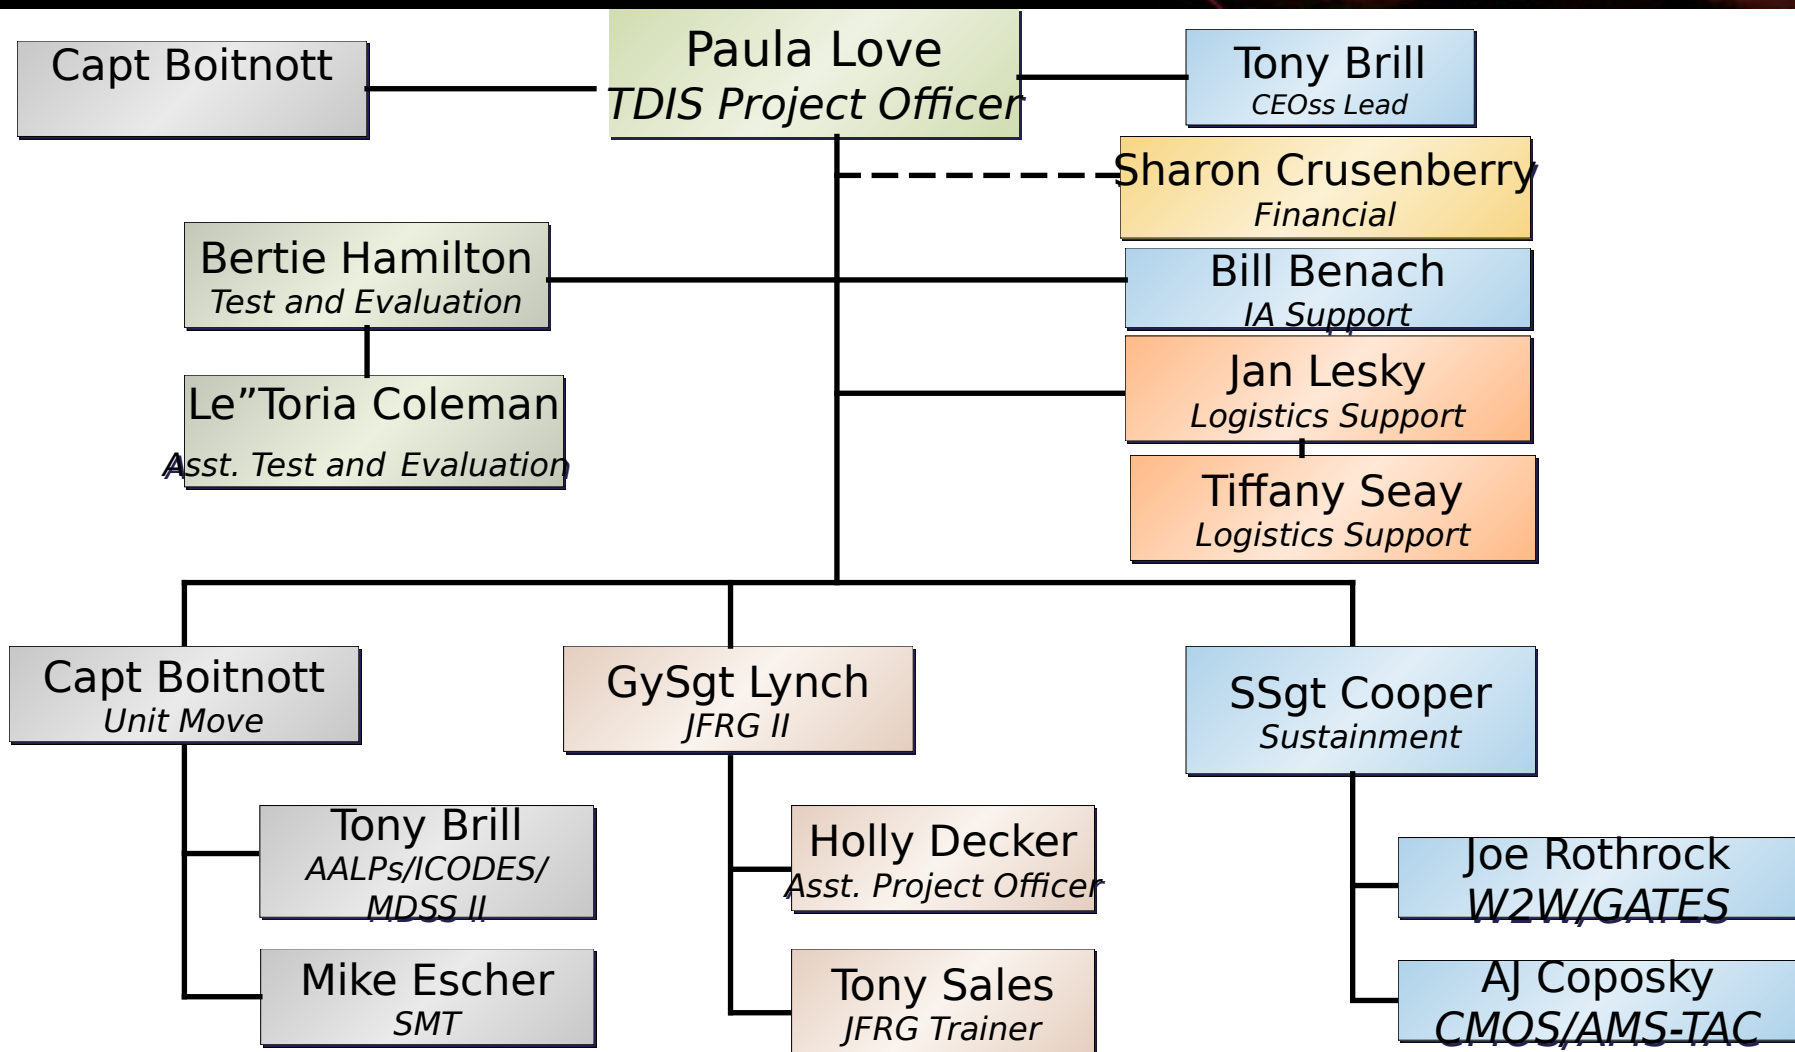 Capt Boitnott
Paula Love
TDIS Project Officer
Tony Brill
CEOss Lead
Sharon Crusenberry
Financial
Bertie Hamilton
Test and Evaluation
Bill Benach
IA Support
Le”Toria Coleman
Asst. Test and Evaluation
Jan Lesky
Logistics Support
Tiffany Seay
Logistics Support
Capt Boitnott
Unit Move
GySgt Lynch
JFRG II
SSgt Cooper
Sustainment
Tony Brill
AALPs/ICODES/
MDSS II
Holly Decker
Asst. Project Officer
Joe Rothrock
W2W/GATES
Mike Escher
SMT
Tony Sales
JFRG Trainer
AJ Coposky
CMOS/AMS-TAC